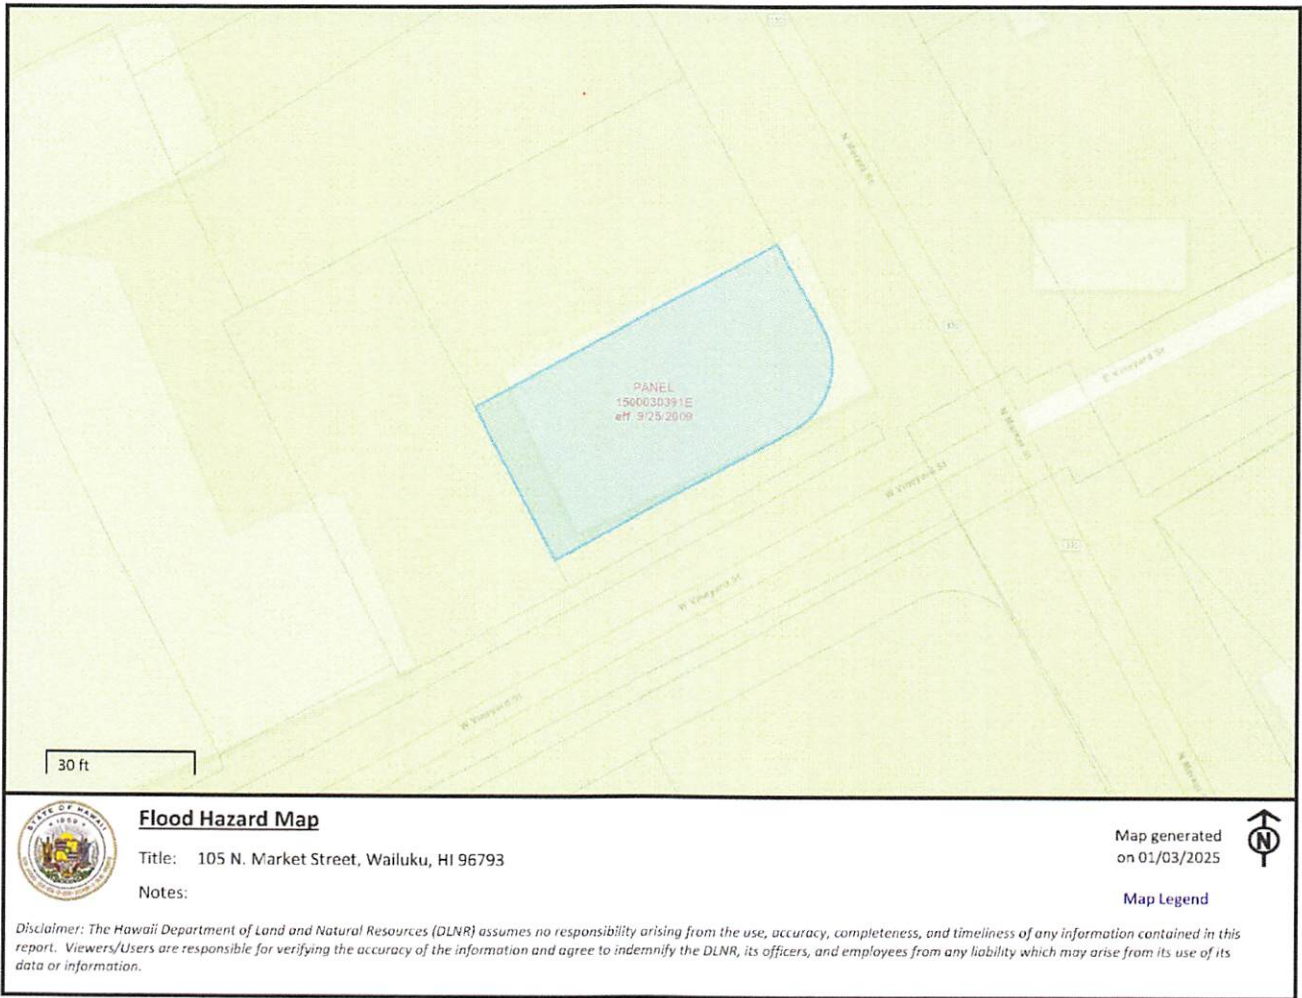 N Market St
PANEL
1500030391E
eff 9/25/2009
E Vineyard St
N Market St
W Vineyard St
W Vineyard St
W Vineyard St
30 ft
STATE OF HAWAII
1959
Flood Hazard Map
Title: 105 N. Market Street, Wailuku, HI 96793
Notes:
Map generated
on 01/03/2025
N
Map Legend
Disclaimer: The Hawaii Department of Land and Natural Resources (DLNR) assumes no responsibility arising from the use, accuracy, completeness, and timeliness of any information contained in this
report. Viewers/Users are responsible for verifying the accuracy of the information and agree to indemnify the DLNR, its officers, and employees from any liability which may arise from its use of its
data or information.